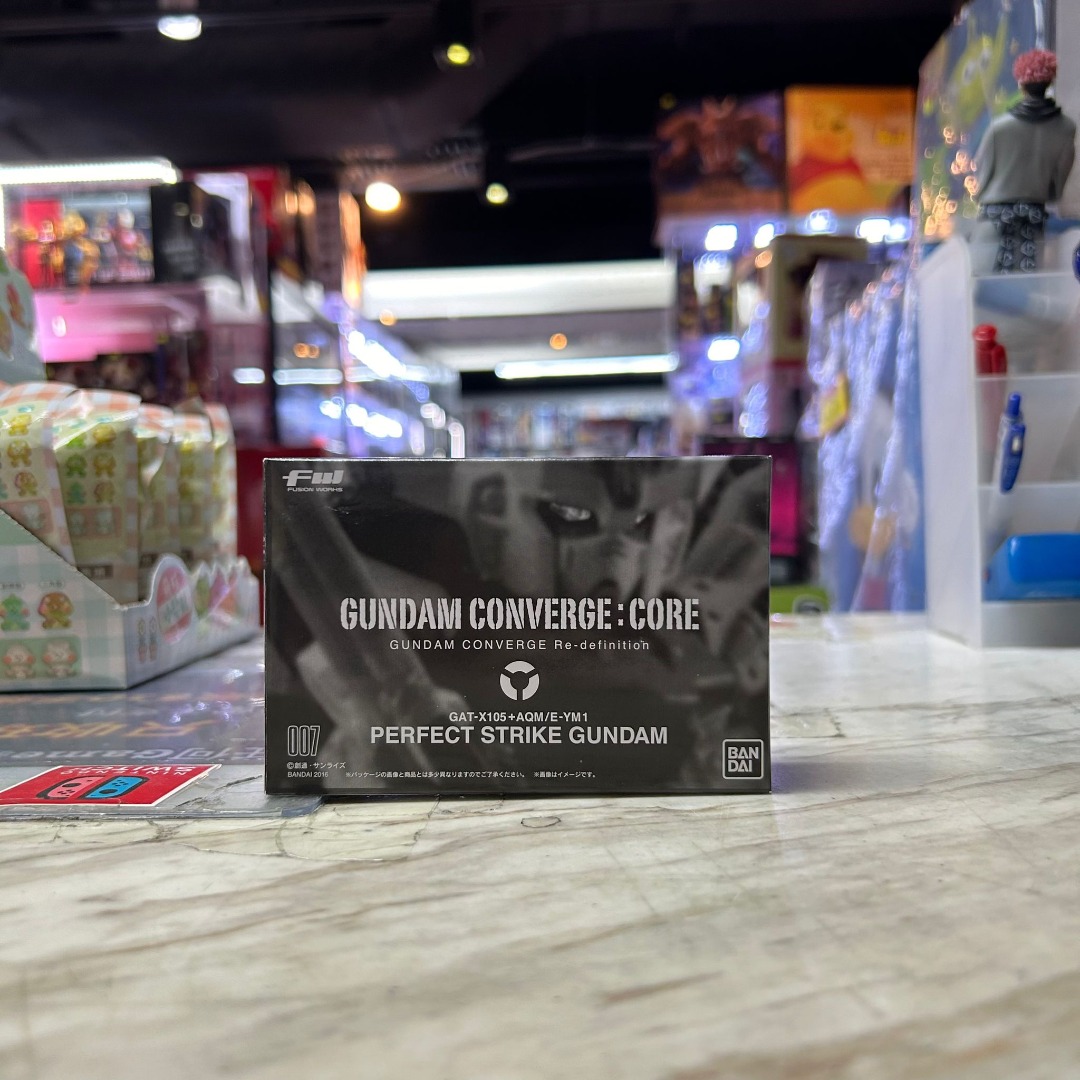 FW
FUSION WORKS
GUNDAM CONVERGE:CORE
GUNDAM CONVERGE Re-definition
GAT-X105+AQM/E-YM1
PERFECT STRIKE GUNDAM
007
©創通・サンライズ
BANDAI 2016 ※パッケージの画像と商品とは多少異なりますのでご了承ください。 ※画像はイメージです。
BAN
DAI